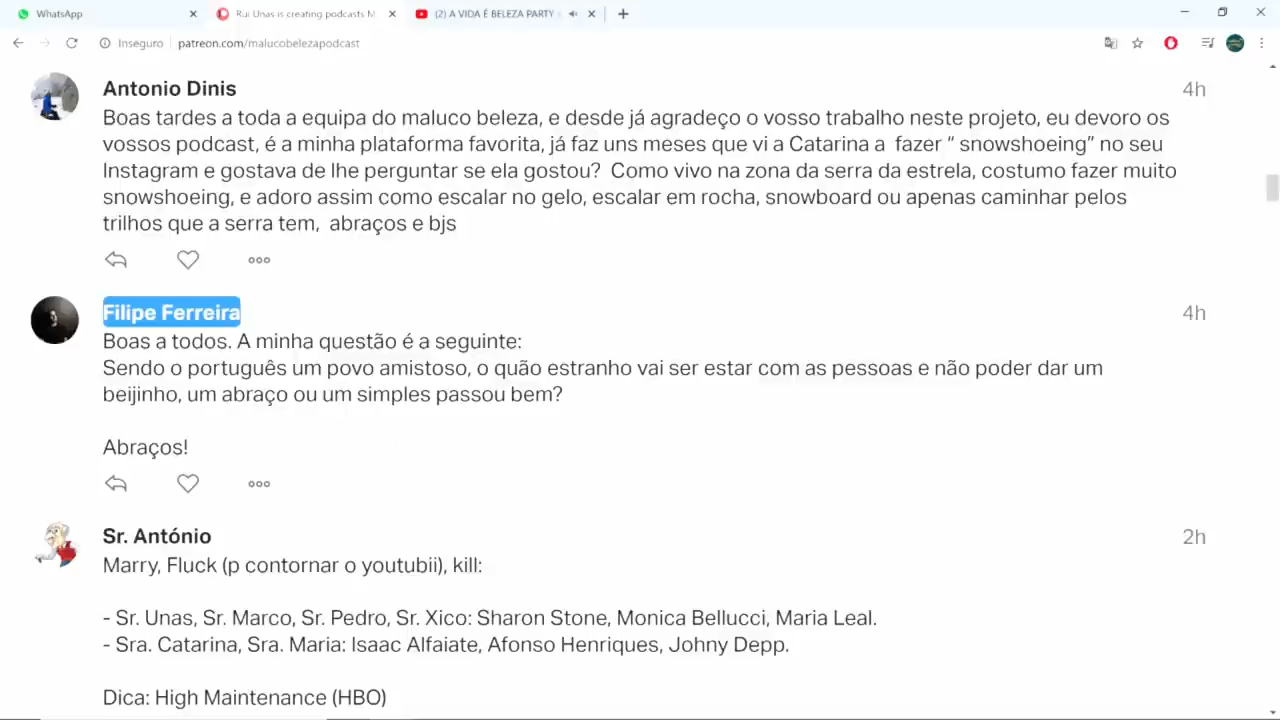 WhatsApp
Rui Unas is creating podcasts M
(2) A VIDA É BELEZA PARTY
Inseguro
patreon.com/malucobelezapodcast
Antonio Dinis
4h
Boas tardes a toda a equipa do maluco beleza, e desde já agradeço o vosso trabalho neste projeto, eu devoro os
vossos podcast, é a minha plataforma favorita, já faz uns meses que vi a Catarina a  fazer “ snowshoeing” no seu
Instagram e gostava de lhe perguntar se ela gostou?  Como vivo na zona da serra da estrela, costumo fazer muito
snowshoeing, e adoro assim como escalar no gelo, escalar em rocha, snowboard ou apenas caminhar pelos
trilhos que a serra tem,  abraços e bjs
Filipe Ferreira
4h
Boas a todos. A minha questão é a seguinte:
Sendo o português um povo amistoso, o quão estranho vai ser estar com as pessoas e não poder dar um
beijinho, um abraço ou um simples passou bem?
Abraços!
Sr. António
2h
Marry, Fluck (p contornar o youtubii), kill:
- Sr. Unas, Sr. Marco, Sr. Pedro, Sr. Xico: Sharon Stone, Monica Bellucci, Maria Leal.
- Sra. Catarina, Sra. Maria: Isaac Alfaiate, Afonso Henriques, Johny Depp.
Dica: High Maintenance (HBO)